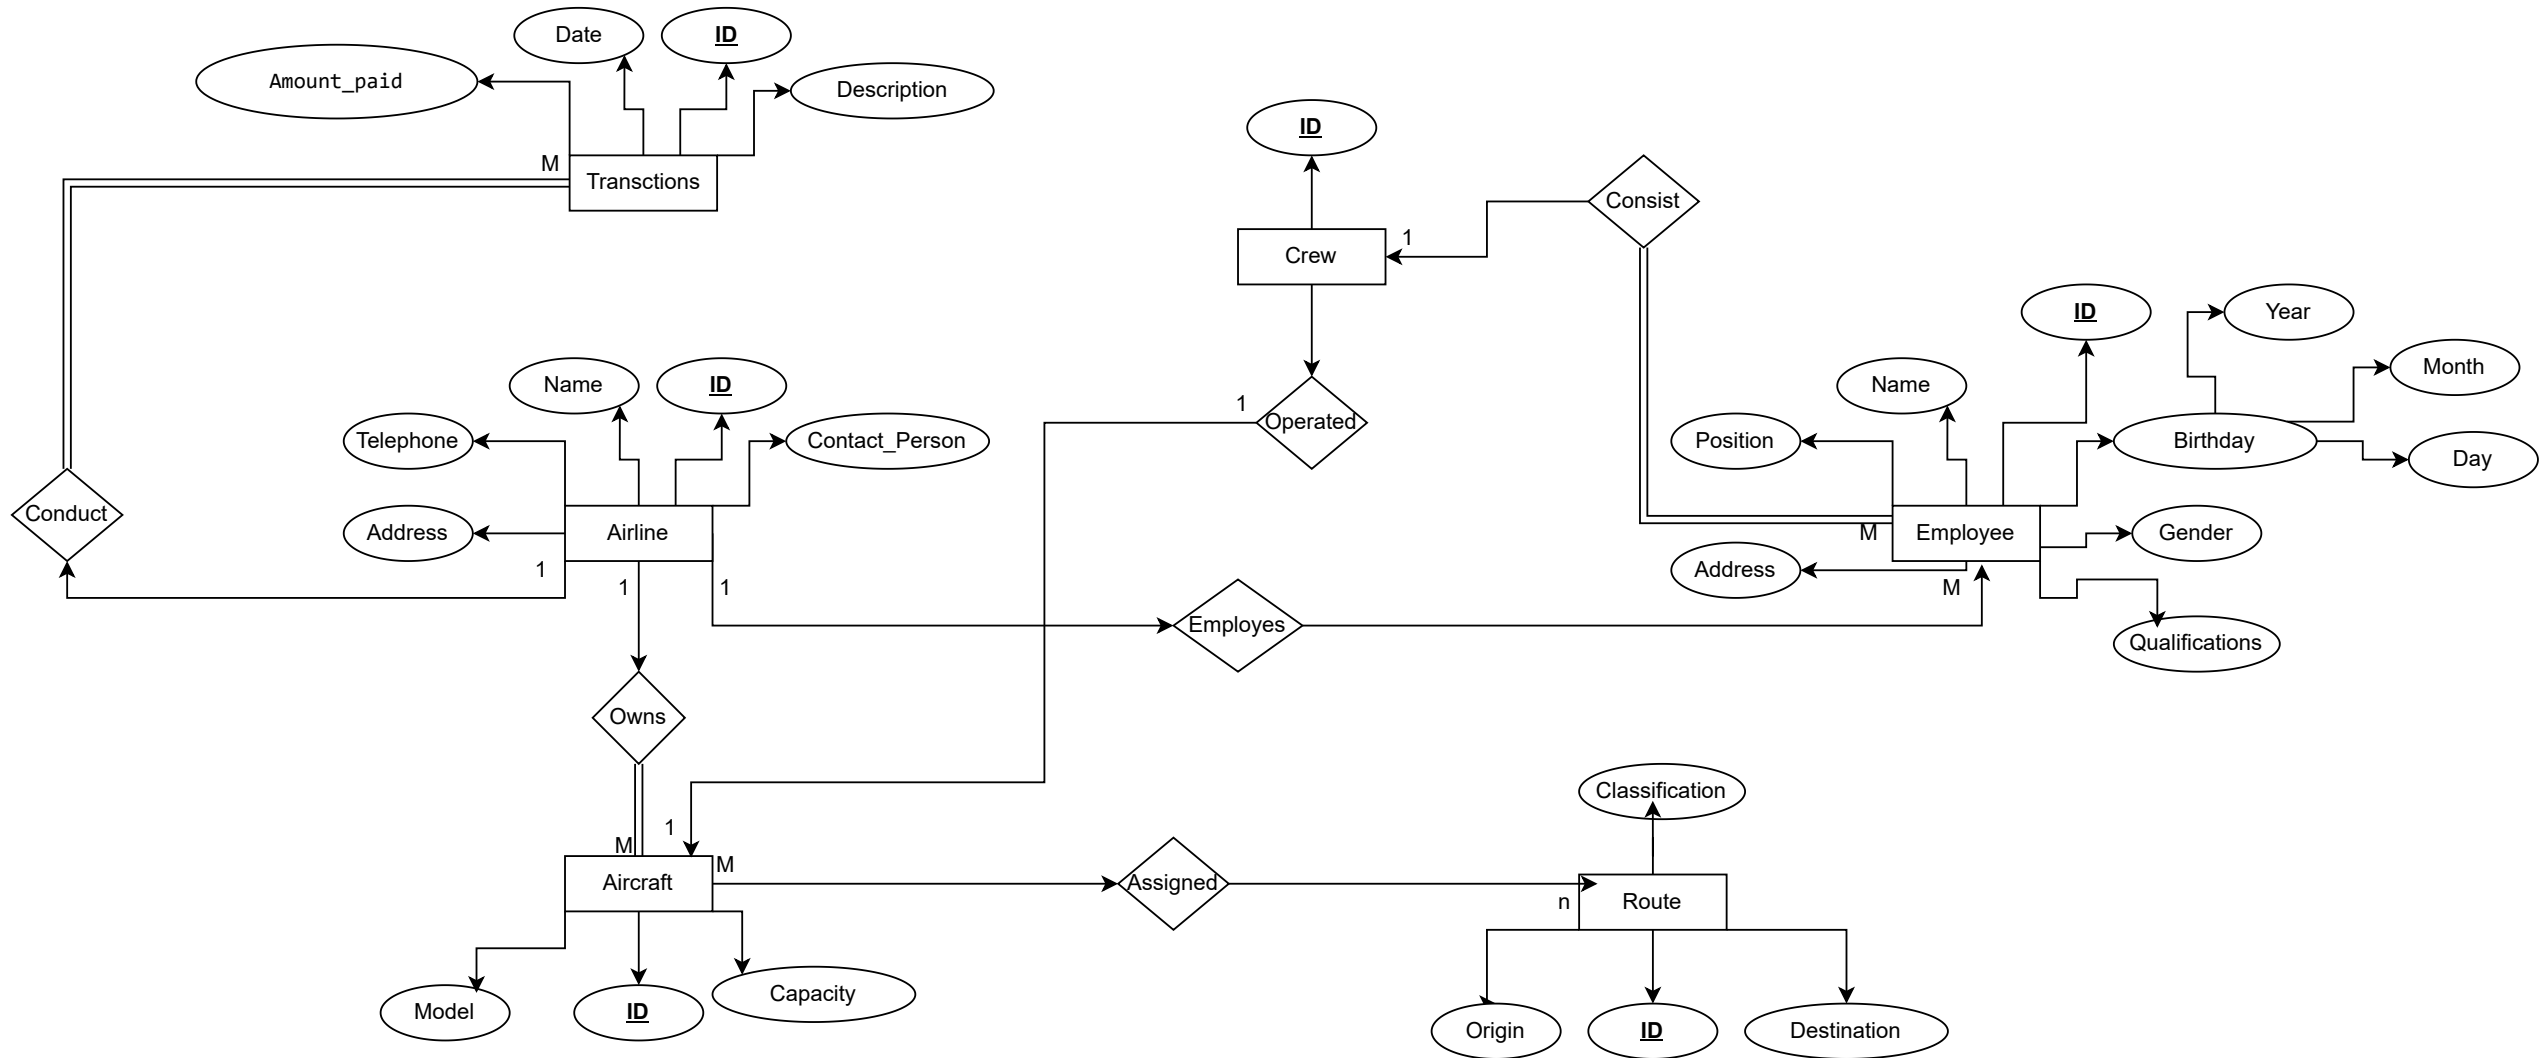 Date
ID
Amount_paid
Description
ID
M
Transctions
Consist
1
Crew
ID
Year
Month
Name
ID
Name
1
Operated
Telephone
Contact_Person
Position
Birthday
Day
Conduct
Address
Airline
M
Employee
Gender
1
1
1
Address
M
Employes
Qualifications
Owns
Classification
1
M
M
Aircraft
Assigned
n
Route
Capacity
Model
ID
Origin
ID
Destination